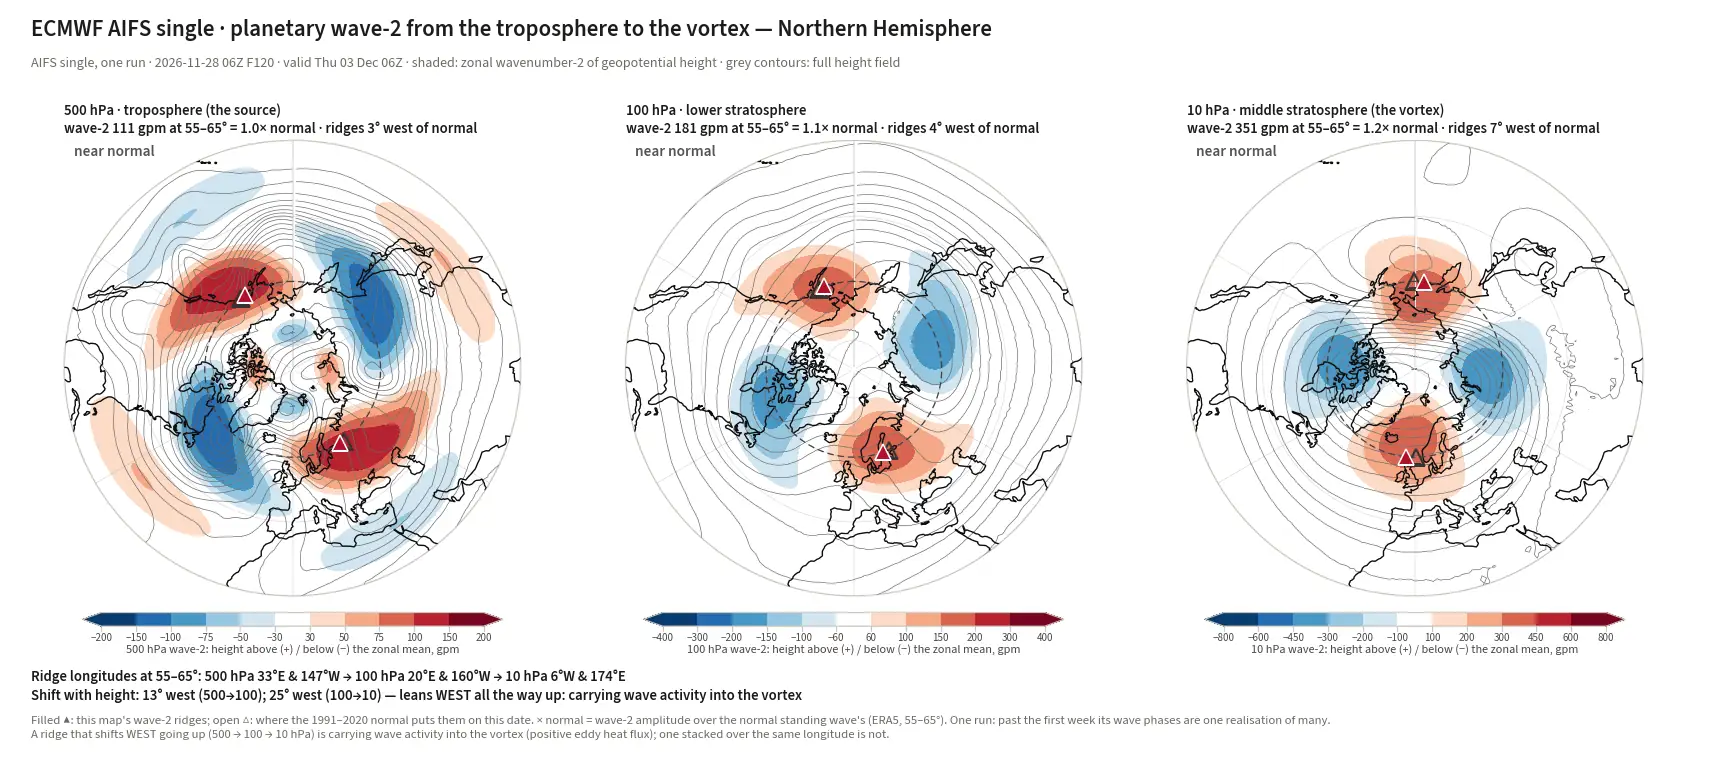 ECMWF AIFS single · planetary wave-2 from the troposphere to the vortex — Northern Hemisphere
AIFS single, one run · 2026-11-28 06Z F120 · valid Thu 03 Dec 06Z · shaded: zonal wavenumber-2 of geopotential height · grey contours: full height field
500 hPa · troposphere (the source)
wave-2 111 gpm at 55–65° = 1.0× normal · ridges 3° west of normal
near normal
100 hPa · lower stratosphere
wave-2 181 gpm at 55–65° = 1.1× normal · ridges 4° west of normal
near normal
10 hPa · middle stratosphere (the vortex)
wave-2 351 gpm at 55–65° = 1.2× normal · ridges 7° west of normal
near normal
−200 −150 −100 −75 −50 −30 30 50 75 100 150 200
500 hPa wave-2: height above (+) / below (−) the zonal mean, gpm
−400 −300 −200 −150 −100 −60 60 100 150 200 300 400
100 hPa wave-2: height above (+) / below (−) the zonal mean, gpm
−800 −600 −450 −300 −200 −100 100 200 300 450 600 800
10 hPa wave-2: height above (+) / below (−) the zonal mean, gpm
Ridge longitudes at 55–65°: 500 hPa 33°E & 147°W → 100 hPa 20°E & 160°W → 10 hPa 6°W & 174°E
Shift with height: 13° west (500→100); 25° west (100→10) — leans WEST all the way up: carrying wave activity into the vortex
Filled ▲: this map's wave-2 ridges; open △: where the 1991–2020 normal puts them on this date. × normal = wave-2 amplitude over the normal standing wave's (ERA5, 55–65°). One run: past the first week its wave phases are one realisation of many.
A ridge that shifts WEST going up (500 → 100 → 10 hPa) is carrying wave activity into the vortex (positive eddy heat flux); one stacked over the same longitude is not.